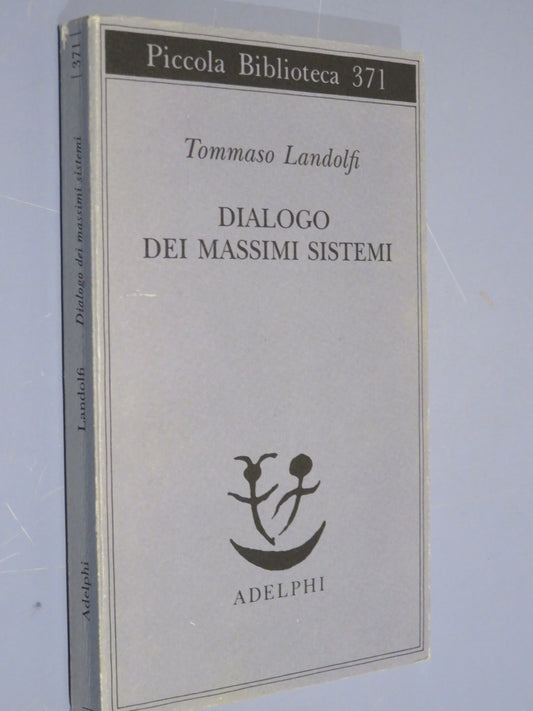 Piccola Biblioteca 371
Tommaso Landolfi
DIALOGO
DEI MASSIMI SISTEMI
ADELPHI
Adelphi Landolfi Dialogo dei massimi sistemi | 371 |